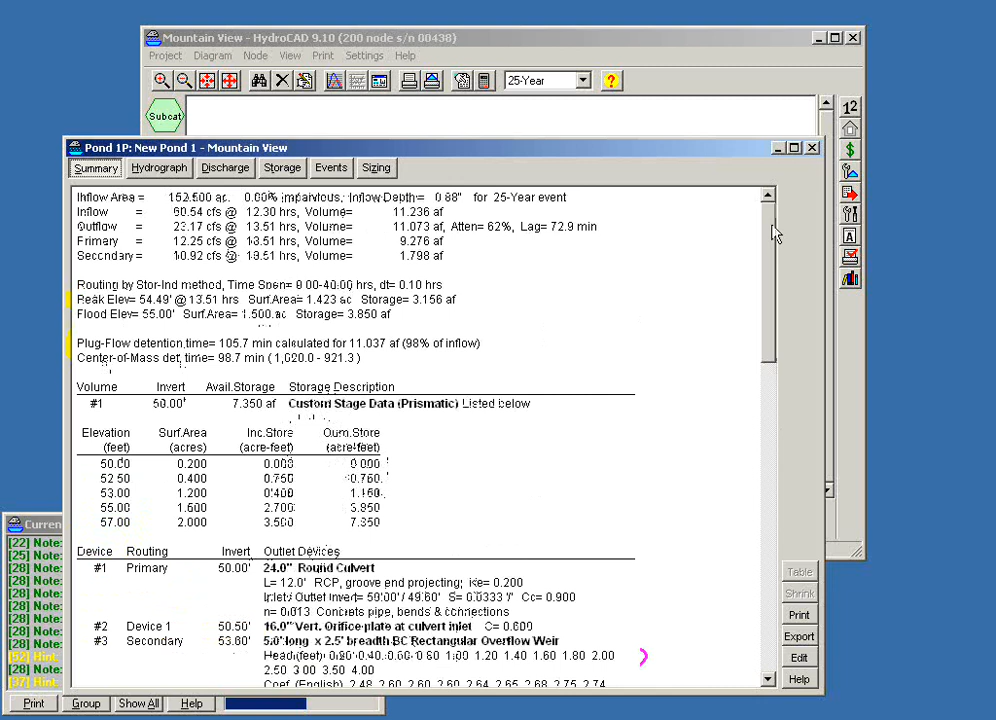 Mountain View - HydroCAD 9.10 (200 node s/n 00438)
Project Diagram Node View Print Settings Help
25-Year
Subcat
Pond 1P: New Pond 1 - Mountain View
Summary Hydrograph Discharge Storage Events Sizing
Inflow Area = 152.500 ac, 0.00% Impervious, Inflow Depth = 0.88" for 25-Year event
Inflow = 90.54 cfs @ 12.30 hrs, Volume= 11.236 af
Outflow = 23.17 cfs @ 13.51 hrs, Volume= 11.073 af, Atten= 62%, Lag= 72.9 min
Primary = 12.25 cfs @ 13.51 hrs, Volume= 9.276 af
Secondary = 10.92 cfs @ 13.51 hrs, Volume= 1.798 af
Routing by Stor-Ind method, Time Span= 0.00-40.00 hrs, dt= 0.10 hrs
Peak Elev= 54.49' @ 13.51 hrs Surf.Area= 1.423 ac Storage= 3.156 af
Flood Elev= 55.00' Surf.Area= 1.500 ac Storage= 3.850 af
Plug-Flow detention time= 105.7 min calculated for 11.037 af (98% of inflow)
Center-of-Mass det. time= 98.7 min ( 1,020.0 - 921.3 )
Volume Invert Avail.Storage Storage Description
#1 50.00' 7.350 af Custom Stage Data (Prismatic) Listed below
Elevation Surf.Area Inc.Store Cum.Store
(feet) (acres) (acre-feet) (acre-feet)
50.00 0.200 0.000 0.000
52.50 0.400 0.750 0.750
53.00 1.200 0.400 1.150
55.00 1.600 2.700 3.850
57.00 2.000 3.500 7.350
Device Routing Invert Outlet Devices
#1 Primary 50.00' 24.0" Round Culvert
L= 12.0' RCP, groove end projecting, Ke= 0.200
Inlet / Outlet Invert= 50.00' / 49.60' S= 0.0333 '/' Cc= 0.900
n= 0.013 Concrete pipe, bends & connections
#2 Device 1 50.50' 16.0" Vert. Orifice plate at culvert inlet C= 0.600
#3 Secondary 53.60' 5.0' long x 2.5' breadth BC Rectangular Overflow Weir
Head (feet) 0.20 0.40 0.60 0.80 1.00 1.20 1.40 1.60 1.80 2.00
2.50 3.00 3.50 4.00
Coef. (English) 2.48 2.60 2.60 2.60 2.64 2.65 2.68 2.75 2.74
12
$
A
Table
Shrink
Print
Export
Edit
Help
Curren
[22] Note:
[25] Note:
[28] Note:
[28] Note:
[28] Note:
[28] Note:
[28] Note:
[28] Note:
[28] Note:
[52] Hint:
[28] Note:
[37] Hint:
Print Group Show All Help